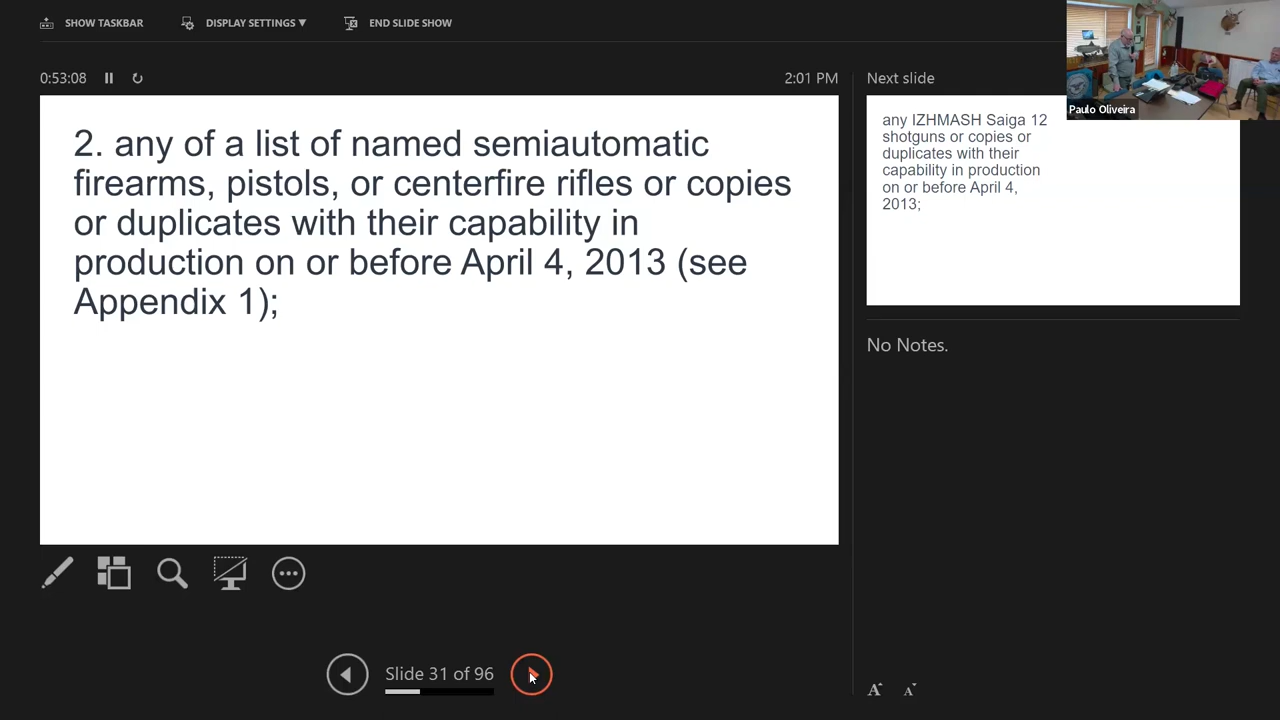 SHOW TASKBAR
DISPLAY SETTINGS ▼
END SLIDE SHOW
0:53:08
2:01 PM
2. any of a list of named semiautomatic
firearms, pistols, or centerfire rifles or copies
or duplicates with their capability in
production on or before April 4, 2013 (see
Appendix 1);
Slide 31 of 96
Next slide
any IZHMASH Saiga 12
shotguns or copies or
duplicates with their
capability in production
on or before April 4,
2013;
No Notes.
A A
Paulo Oliveira